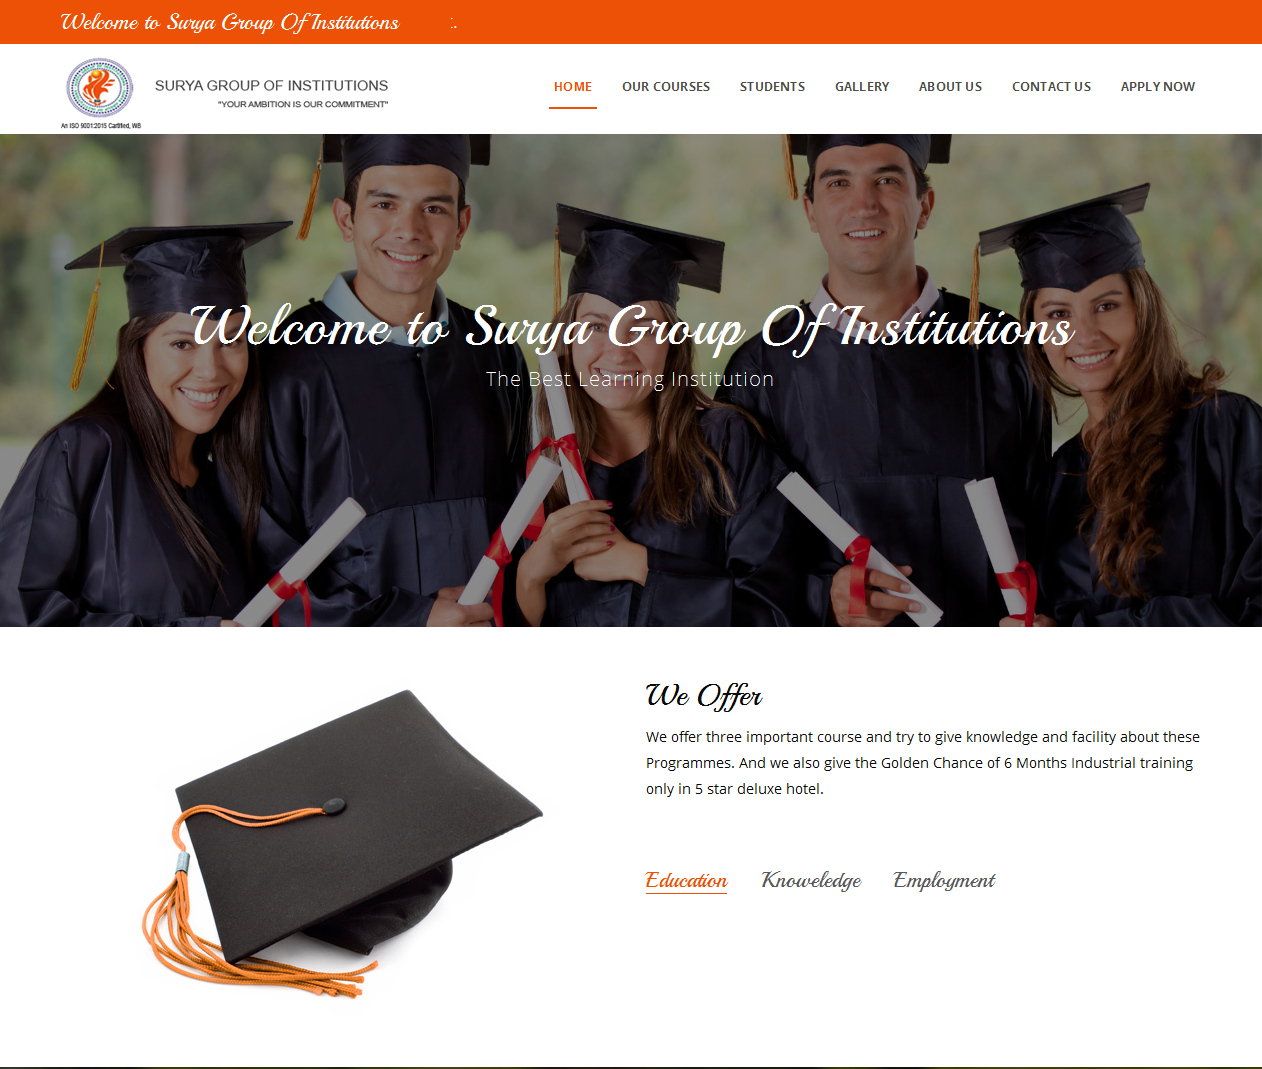 Welcome to Surya Group Of Institutions
:.
SURYA GROUP OF INSTITUTIONS
"YOUR AMBITION IS OUR COMMITMENT"
An ISO 9001:2015 Cartified, WB
HOME OUR COURSES STUDENTS GALLERY ABOUT US CONTACT US APPLY NOW
Welcome to Surya Group Of Institutions
The Best Learning Institution
We Offer
We offer three important course and try to give knowledge and facility about these
Programmes. And we also give the Golden Chance of 6 Months Industrial training
only in 5 star deluxe hotel.
Education Knoweledge Employment